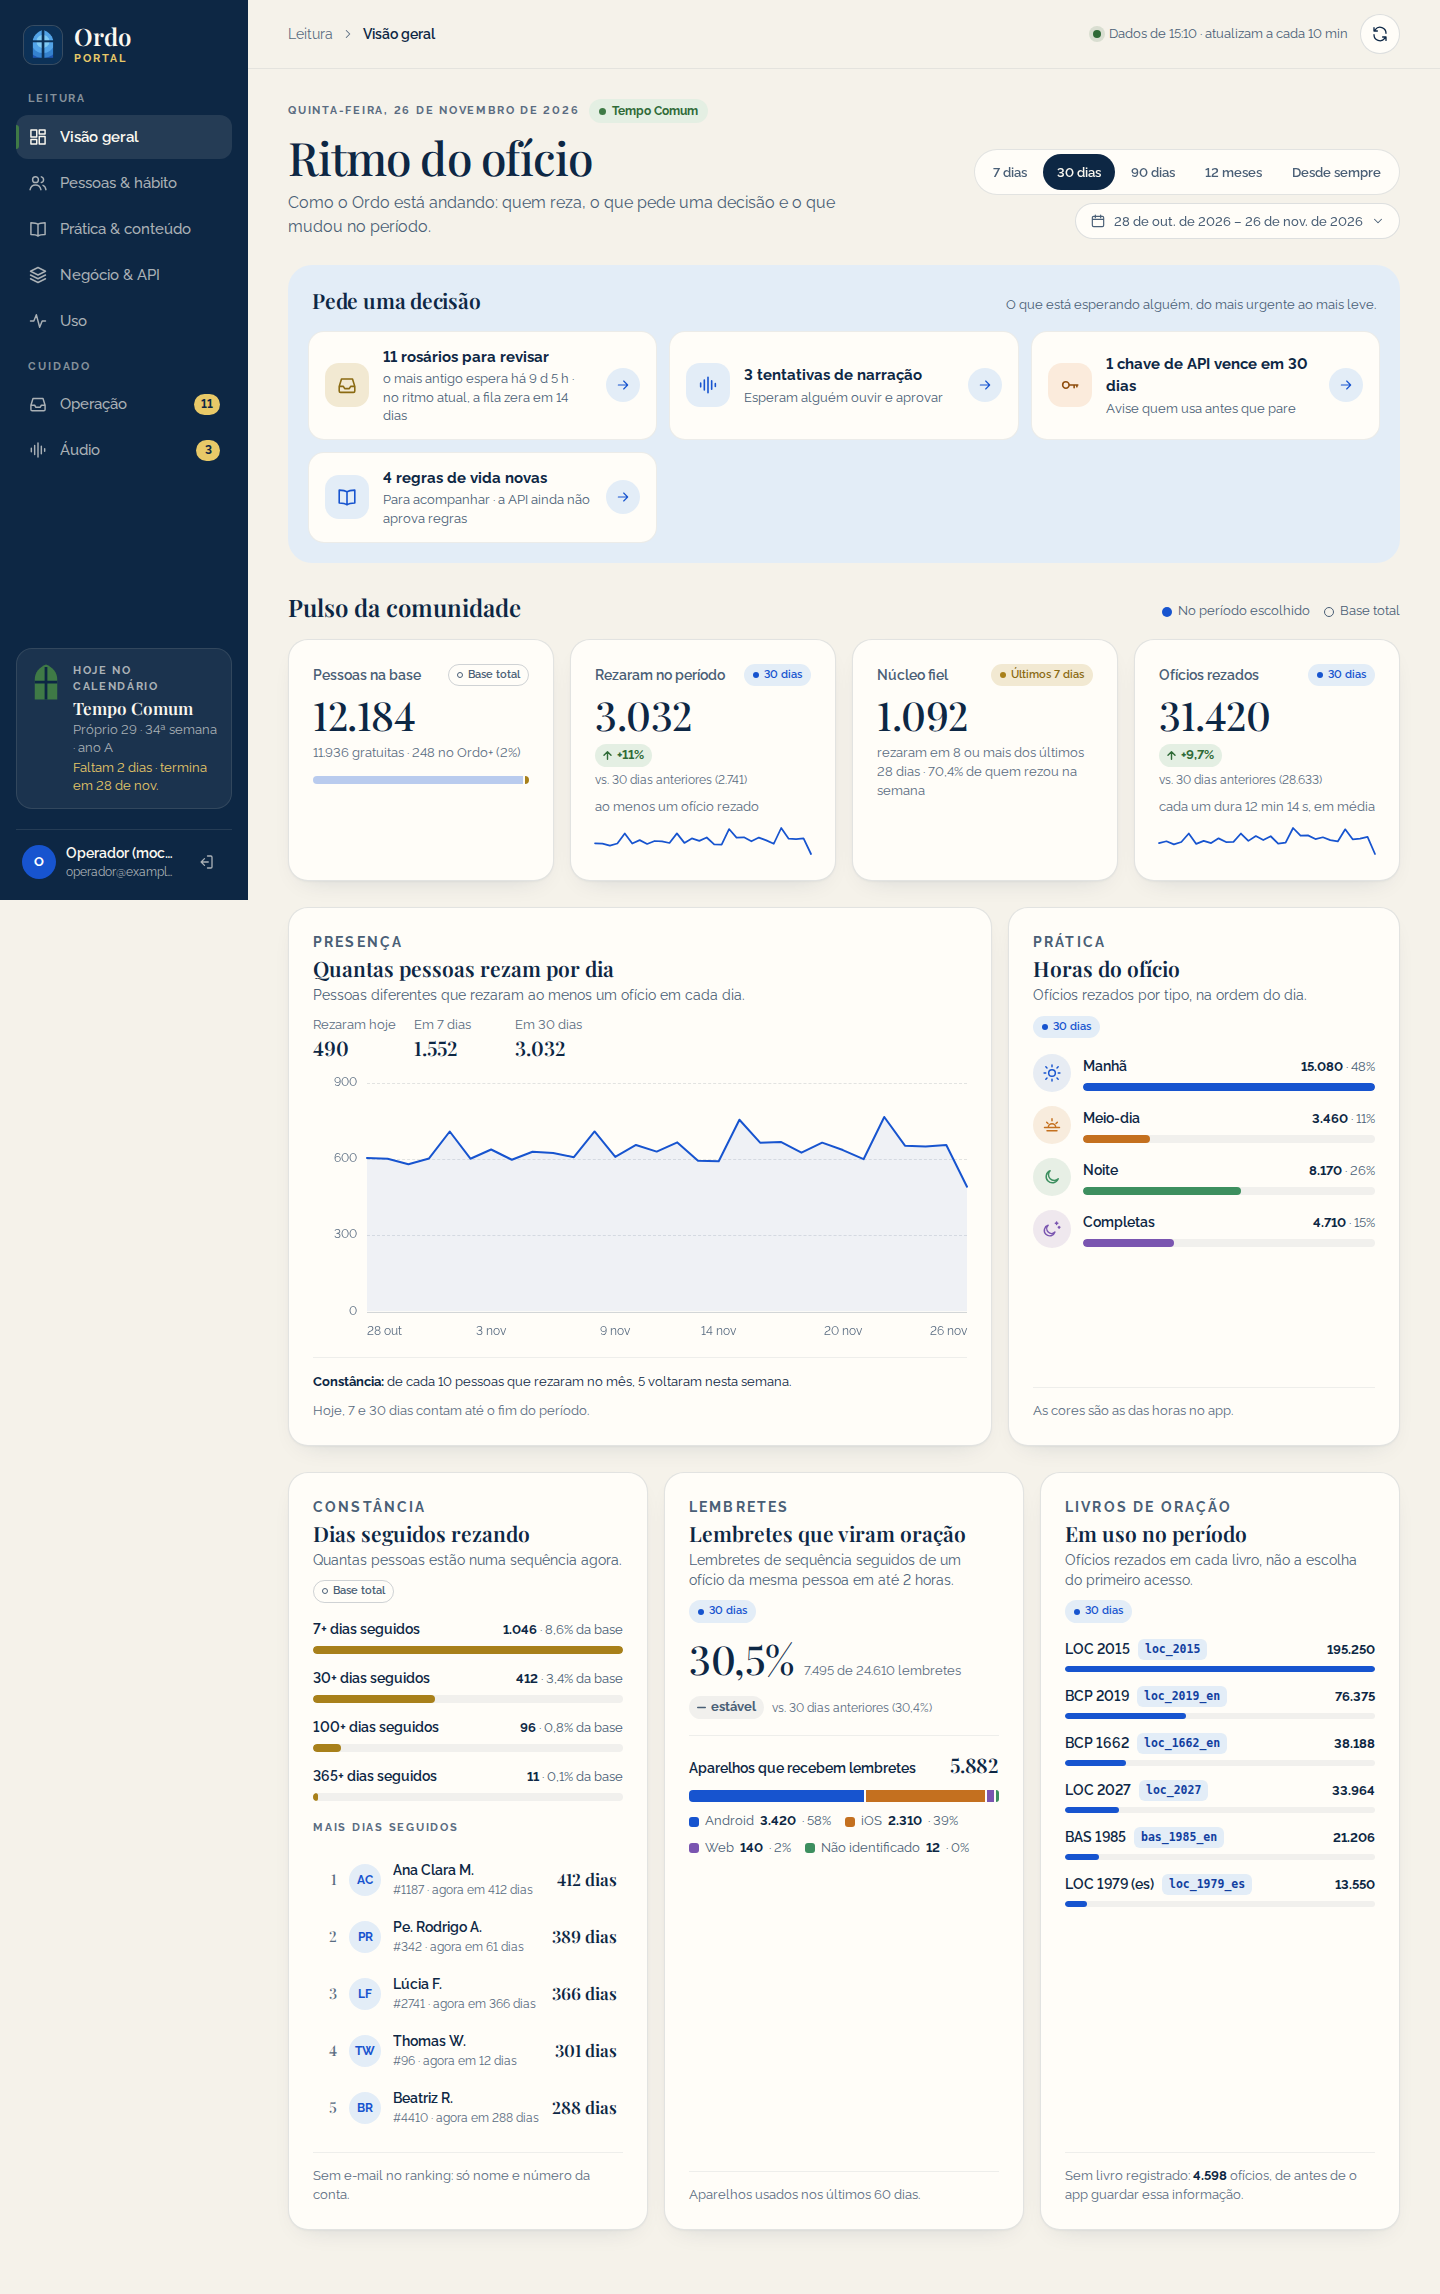 Ordo
PORTAL
LEITURA
Visão geral
Pessoas & hábito
Prática & conteúdo
Negócio & API
Uso
CUIDADO
Operação 11
Áudio 3
HOJE NO
CALENDÁRIO
Tempo Comum
Próprio 29 · 34ª semana
· ano A
Faltam 2 dias · termina
em 28 de nov.
O
Operador (moc…
operador@exampl…
Leitura > Visão geral
Dados de 15:10 · atualizam a cada 10 min
QUINTA-FEIRA, 26 DE NOVEMBRO DE 2026
Tempo Comum
Ritmo do ofício
Como o Ordo está andando: quem reza, o que pede uma decisão e o que
mudou no período.
7 dias 30 dias 90 dias 12 meses Desde sempre
28 de out. de 2026 – 26 de nov. de 2026
Pede uma decisão
O que está esperando alguém, do mais urgente ao mais leve.
11 rosários para revisar
o mais antigo espera há 9 d 5 h ·
no ritmo atual, a fila zera em 14
dias
3 tentativas de narração
Esperam alguém ouvir e aprovar
1 chave de API vence em 30
dias
Avise quem usa antes que pare
4 regras de vida novas
Para acompanhar · a API ainda não
aprova regras
Pulso da comunidade
No período escolhido Base total
Pessoas na base Base total
12.184
11.936 gratuitas · 248 no Ordo+ (2%)
Rezaram no período 30 dias
3.032
↑ +11%
vs. 30 dias anteriores (2.741)
ao menos um ofício rezado
Núcleo fiel Últimos 7 dias
1.092
rezaram em 8 ou mais dos últimos
28 dias · 70,4% de quem rezou na
semana
Ofícios rezados 30 dias
31.420
↑ +9,7%
vs. 30 dias anteriores (28.633)
cada um dura 12 min 14 s, em média
PRESENÇA
Quantas pessoas rezam por dia
Pessoas diferentes que rezaram ao menos um ofício em cada dia.
Rezaram hoje Em 7 dias Em 30 dias
490 1.552 3.032
900
600
300
0
28 out 3 nov 9 nov 14 nov 20 nov 26 nov
Constância: de cada 10 pessoas que rezaram no mês, 5 voltaram nesta semana.
Hoje, 7 e 30 dias contam até o fim do período.
PRÁTICA
Horas do ofício
Ofícios rezados por tipo, na ordem do dia.
30 dias
Manhã 15.080 · 48%
Meio-dia 3.460 · 11%
Noite 8.170 · 26%
Completas 4.710 · 15%
As cores são as das horas no app.
CONSTÂNCIA
Dias seguidos rezando
Quantas pessoas estão numa sequência agora.
Base total
7+ dias seguidos 1.046 · 8,6% da base
30+ dias seguidos 412 · 3,4% da base
100+ dias seguidos 96 · 0,8% da base
365+ dias seguidos 11 · 0,1% da base
MAIS DIAS SEGUIDOS
1 AC Ana Clara M. 412 dias
#1187 · agora em 412 dias
2 PR Pe. Rodrigo A. 389 dias
#342 · agora em 61 dias
3 LF Lúcia F. 366 dias
#2741 · agora em 366 dias
4 TW Thomas W. 301 dias
#96 · agora em 12 dias
5 BR Beatriz R. 288 dias
#4410 · agora em 288 dias
Sem e-mail no ranking: só nome e número da
conta.
LEMBRETES
Lembretes que viram oração
Lembretes de sequência seguidos de um
ofício da mesma pessoa em até 2 horas.
30 dias
30,5% 7.495 de 24.610 lembretes
– estável vs. 30 dias anteriores (30,4%)
Aparelhos que recebem lembretes 5.882
Android 3.420 · 58% iOS 2.310 · 39%
Web 140 · 2% Não identificado 12 · 0%
Aparelhos usados nos últimos 60 dias.
LIVROS DE ORAÇÃO
Em uso no período
Ofícios rezados em cada livro, não a escolha
do primeiro acesso.
30 dias
LOC 2015 loc_2015 195.250
BCP 2019 loc_2019_en 76.375
BCP 1662 loc_1662_en 38.188
LOC 2027 loc_2027 33.964
BAS 1985 bas_1985_en 21.206
LOC 1979 (es) loc_1979_es 13.550
Sem livro registrado: 4.598 ofícios, de antes de o
app guardar essa informação.